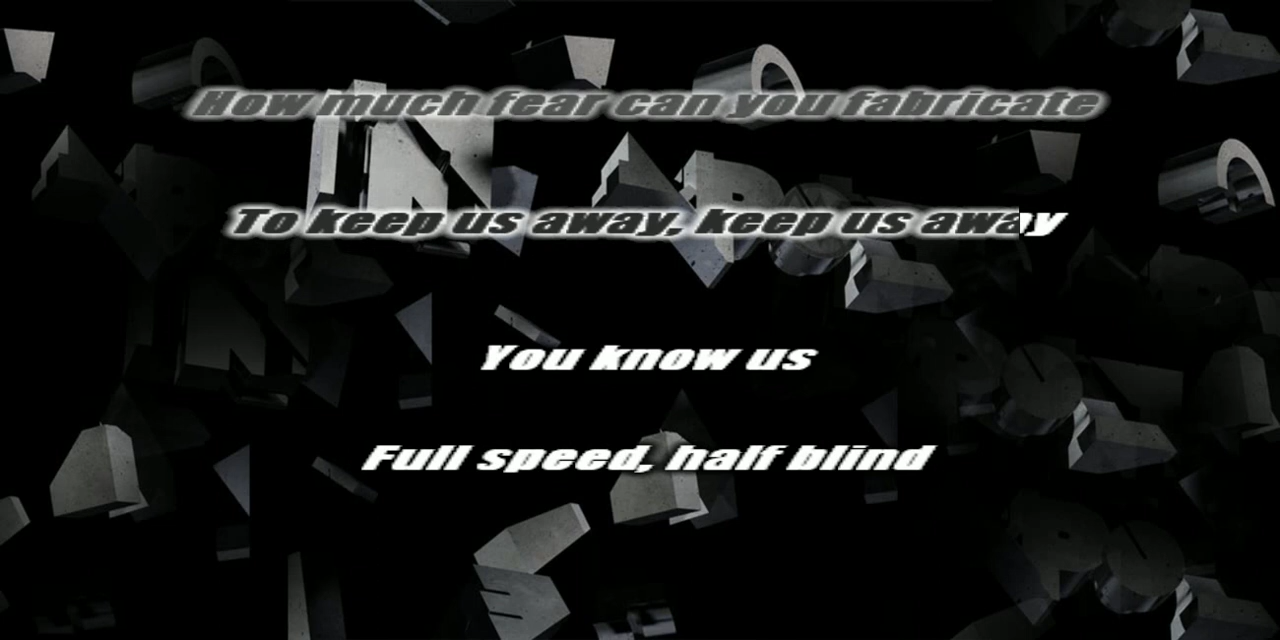 How much fear can you fabricate
To keep us away, keep us away
You know us
Full speed, half blind